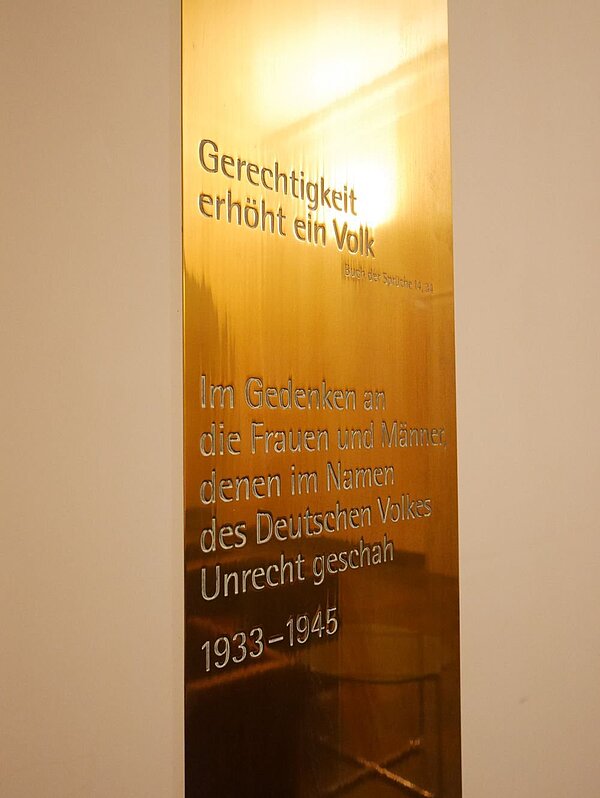 Gerechtigkeit
erhöht ein Volk
Buch der Sprüche 14, 34
Im Gedenken an
die Frauen und Männer,
denen im Namen
des Deutschen Volkes
Unrecht geschah
1933–1945